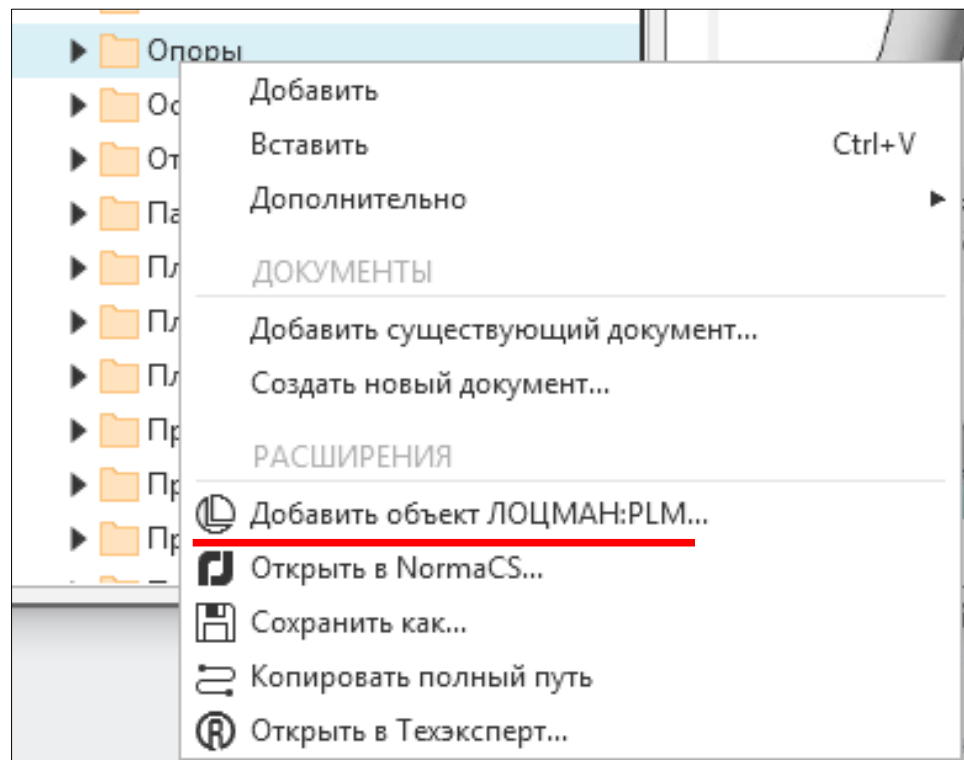 Опоры
Добавить
Вставить Ctrl+V
Дополнительно
ДОКУМЕНТЫ
Добавить существующий документ...
Создать новый документ...
РАСШИРЕНИЯ
Добавить объект ЛОЦМАН:PLM...
Открыть в NormaCS...
Сохранить как...
Копировать полный путь
Открыть в Техэксперт...